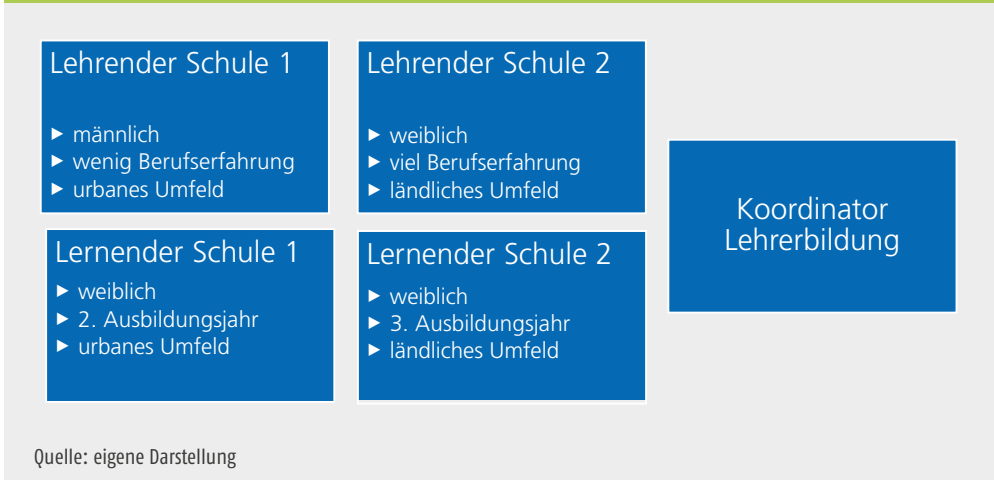 Lehrender Schule 1
► männlich
► wenig Berufserfahrung
► urbanes Umfeld
Lehrender Schule 2
► weiblich
► viel Berufserfahrung
► ländliches Umfeld
Lernender Schule 1
► weiblich
► 2. Ausbildungsjahr
► urbanes Umfeld
Lernender Schule 2
► weiblich
► 3. Ausbildungsjahr
► ländliches Umfeld
Koordinator
Lehrerbildung
Quelle: eigene Darstellung